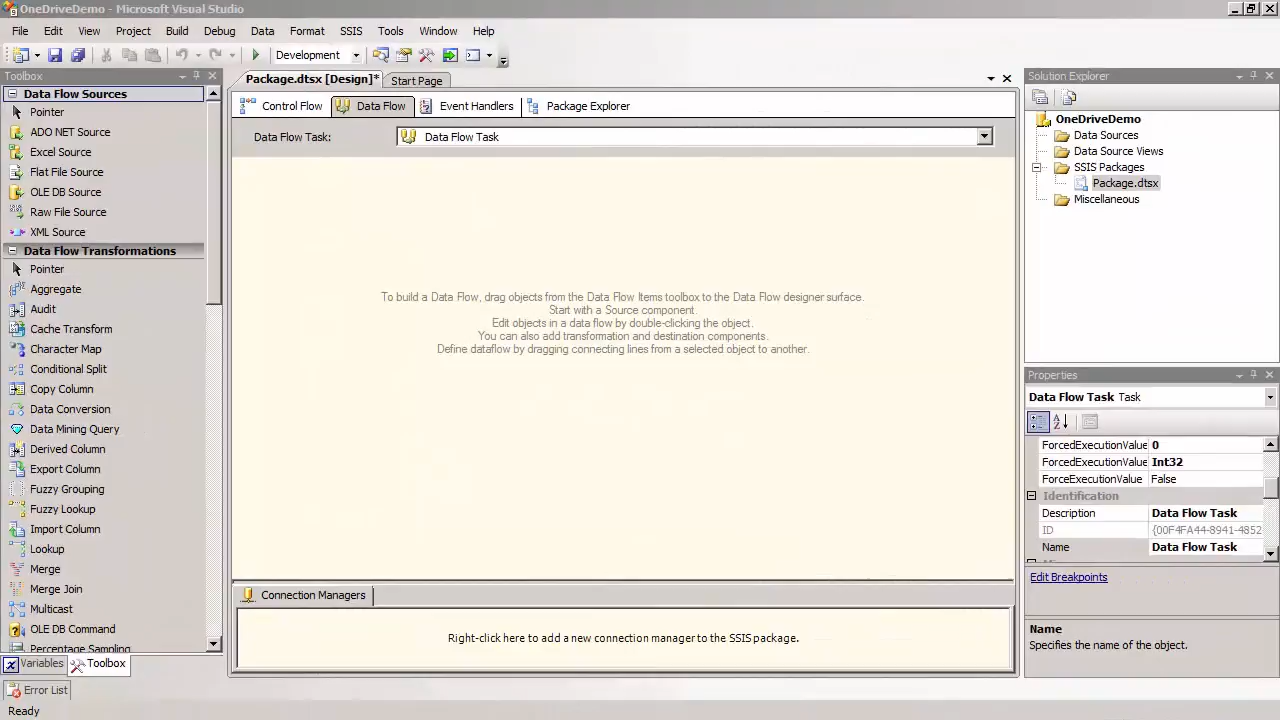 OneDriveDemo - Microsoft Visual Studio
File Edit View Project Build Debug Data Format SSIS Tools Window Help
Development
Toolbox
Data Flow Sources
Pointer
ADO NET Source
Excel Source
Flat File Source
OLE DB Source
Raw File Source
XML Source
Data Flow Transformations
Pointer
Aggregate
Audit
Cache Transform
Character Map
Conditional Split
Copy Column
Data Conversion
Data Mining Query
Derived Column
Export Column
Fuzzy Grouping
Fuzzy Lookup
Import Column
Lookup
Merge
Merge Join
Multicast
OLE DB Command
Percentage Sampling
Variables Toolbox
Error List
Ready
Package.dtsx [Design]* Start Page
Control Flow Data Flow Event Handlers Package Explorer
Data Flow Task: Data Flow Task
To build a Data Flow, drag objects from the Data Flow Items toolbox to the Data Flow designer surface.
Start with a Source component.
Edit objects in a data flow by double-clicking the object.
You can also add transformation and destination components.
Define dataflow by dragging connecting lines from a selected object to another.
Connection Managers
Right-click here to add a new connection manager to the SSIS package.
Solution Explorer
OneDriveDemo
Data Sources
Data Source Views
SSIS Packages
Package.dtsx
Miscellaneous
Properties
Data Flow Task Task
ForcedExecutionValue 0
ForcedExecutionValue Int32
ForceExecutionValue False
Identification
Description Data Flow Task
ID {00F4FA44-8941-4852
Name Data Flow Task
Edit Breakpoints
Name
Specifies the name of the object.